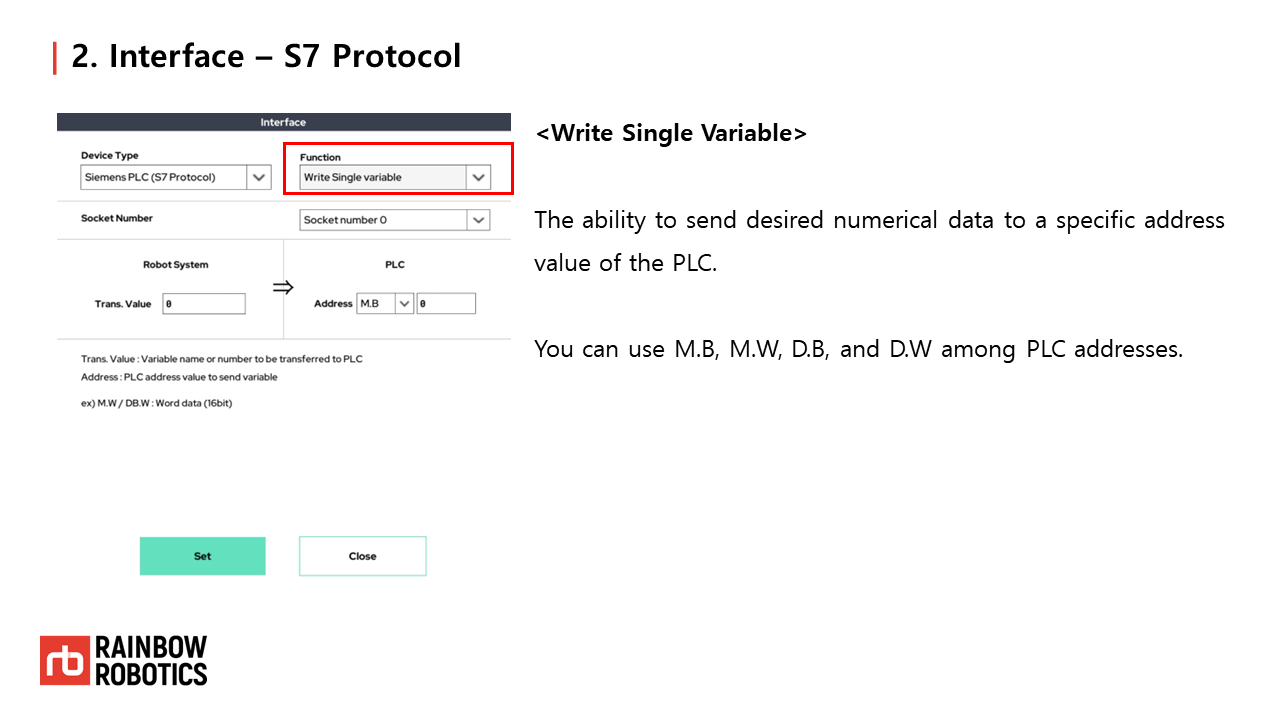 2. Interface – S7 Protocol
Interface
Device Type
Siemens PLC (S7 Protocol)
Function
Write Single variable
Socket Number
Socket number 0
Robot System
PLC
Trans. Value 0
⇒
Address M.B 0
Trans. Value : Variable name or number to be transferred to PLC
Address : PLC address value to send variable
ex) M.W / DB.W : Word data (16bit)
Set
Close
<Write Single Variable>
The ability to send desired numerical data to a specific address
value of the PLC.
You can use M.B, M.W, D.B, and D.W among PLC addresses.
rb
RAINBOW
ROBOTICS